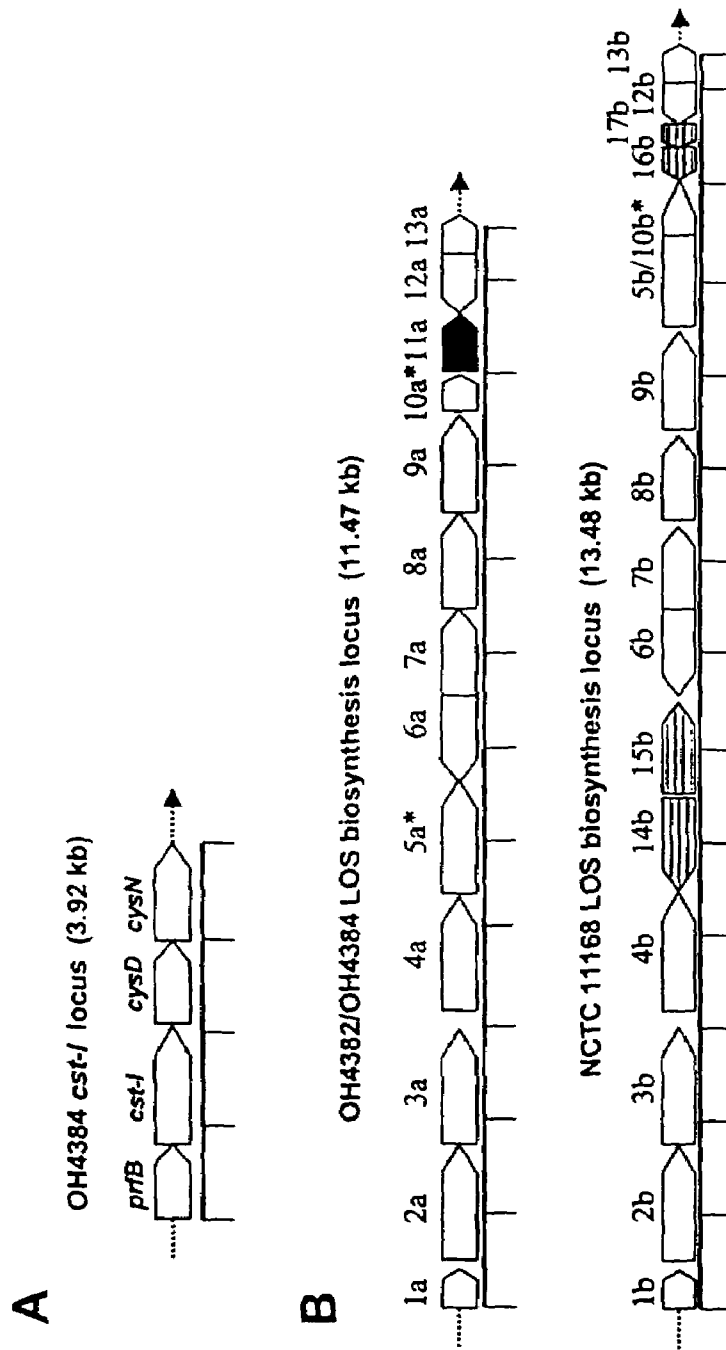 A
OH4384 cst-I locus (3.92 kb)
prfB cst-I cysD cysN
B
OH4382/OH4384 LOS biosynthesis locus (11.47 kb)
1a 2a 3a 4a 5a* 6a 7a 8a 9a 10a* 11a 12a 13a
NCTC 11168 LOS biosynthesis locus (13.48 kb)
1b 2b 3b 4b 14b 15b 6b 7b 8b 9b 5b/10b* 16b 17b 12b 13b